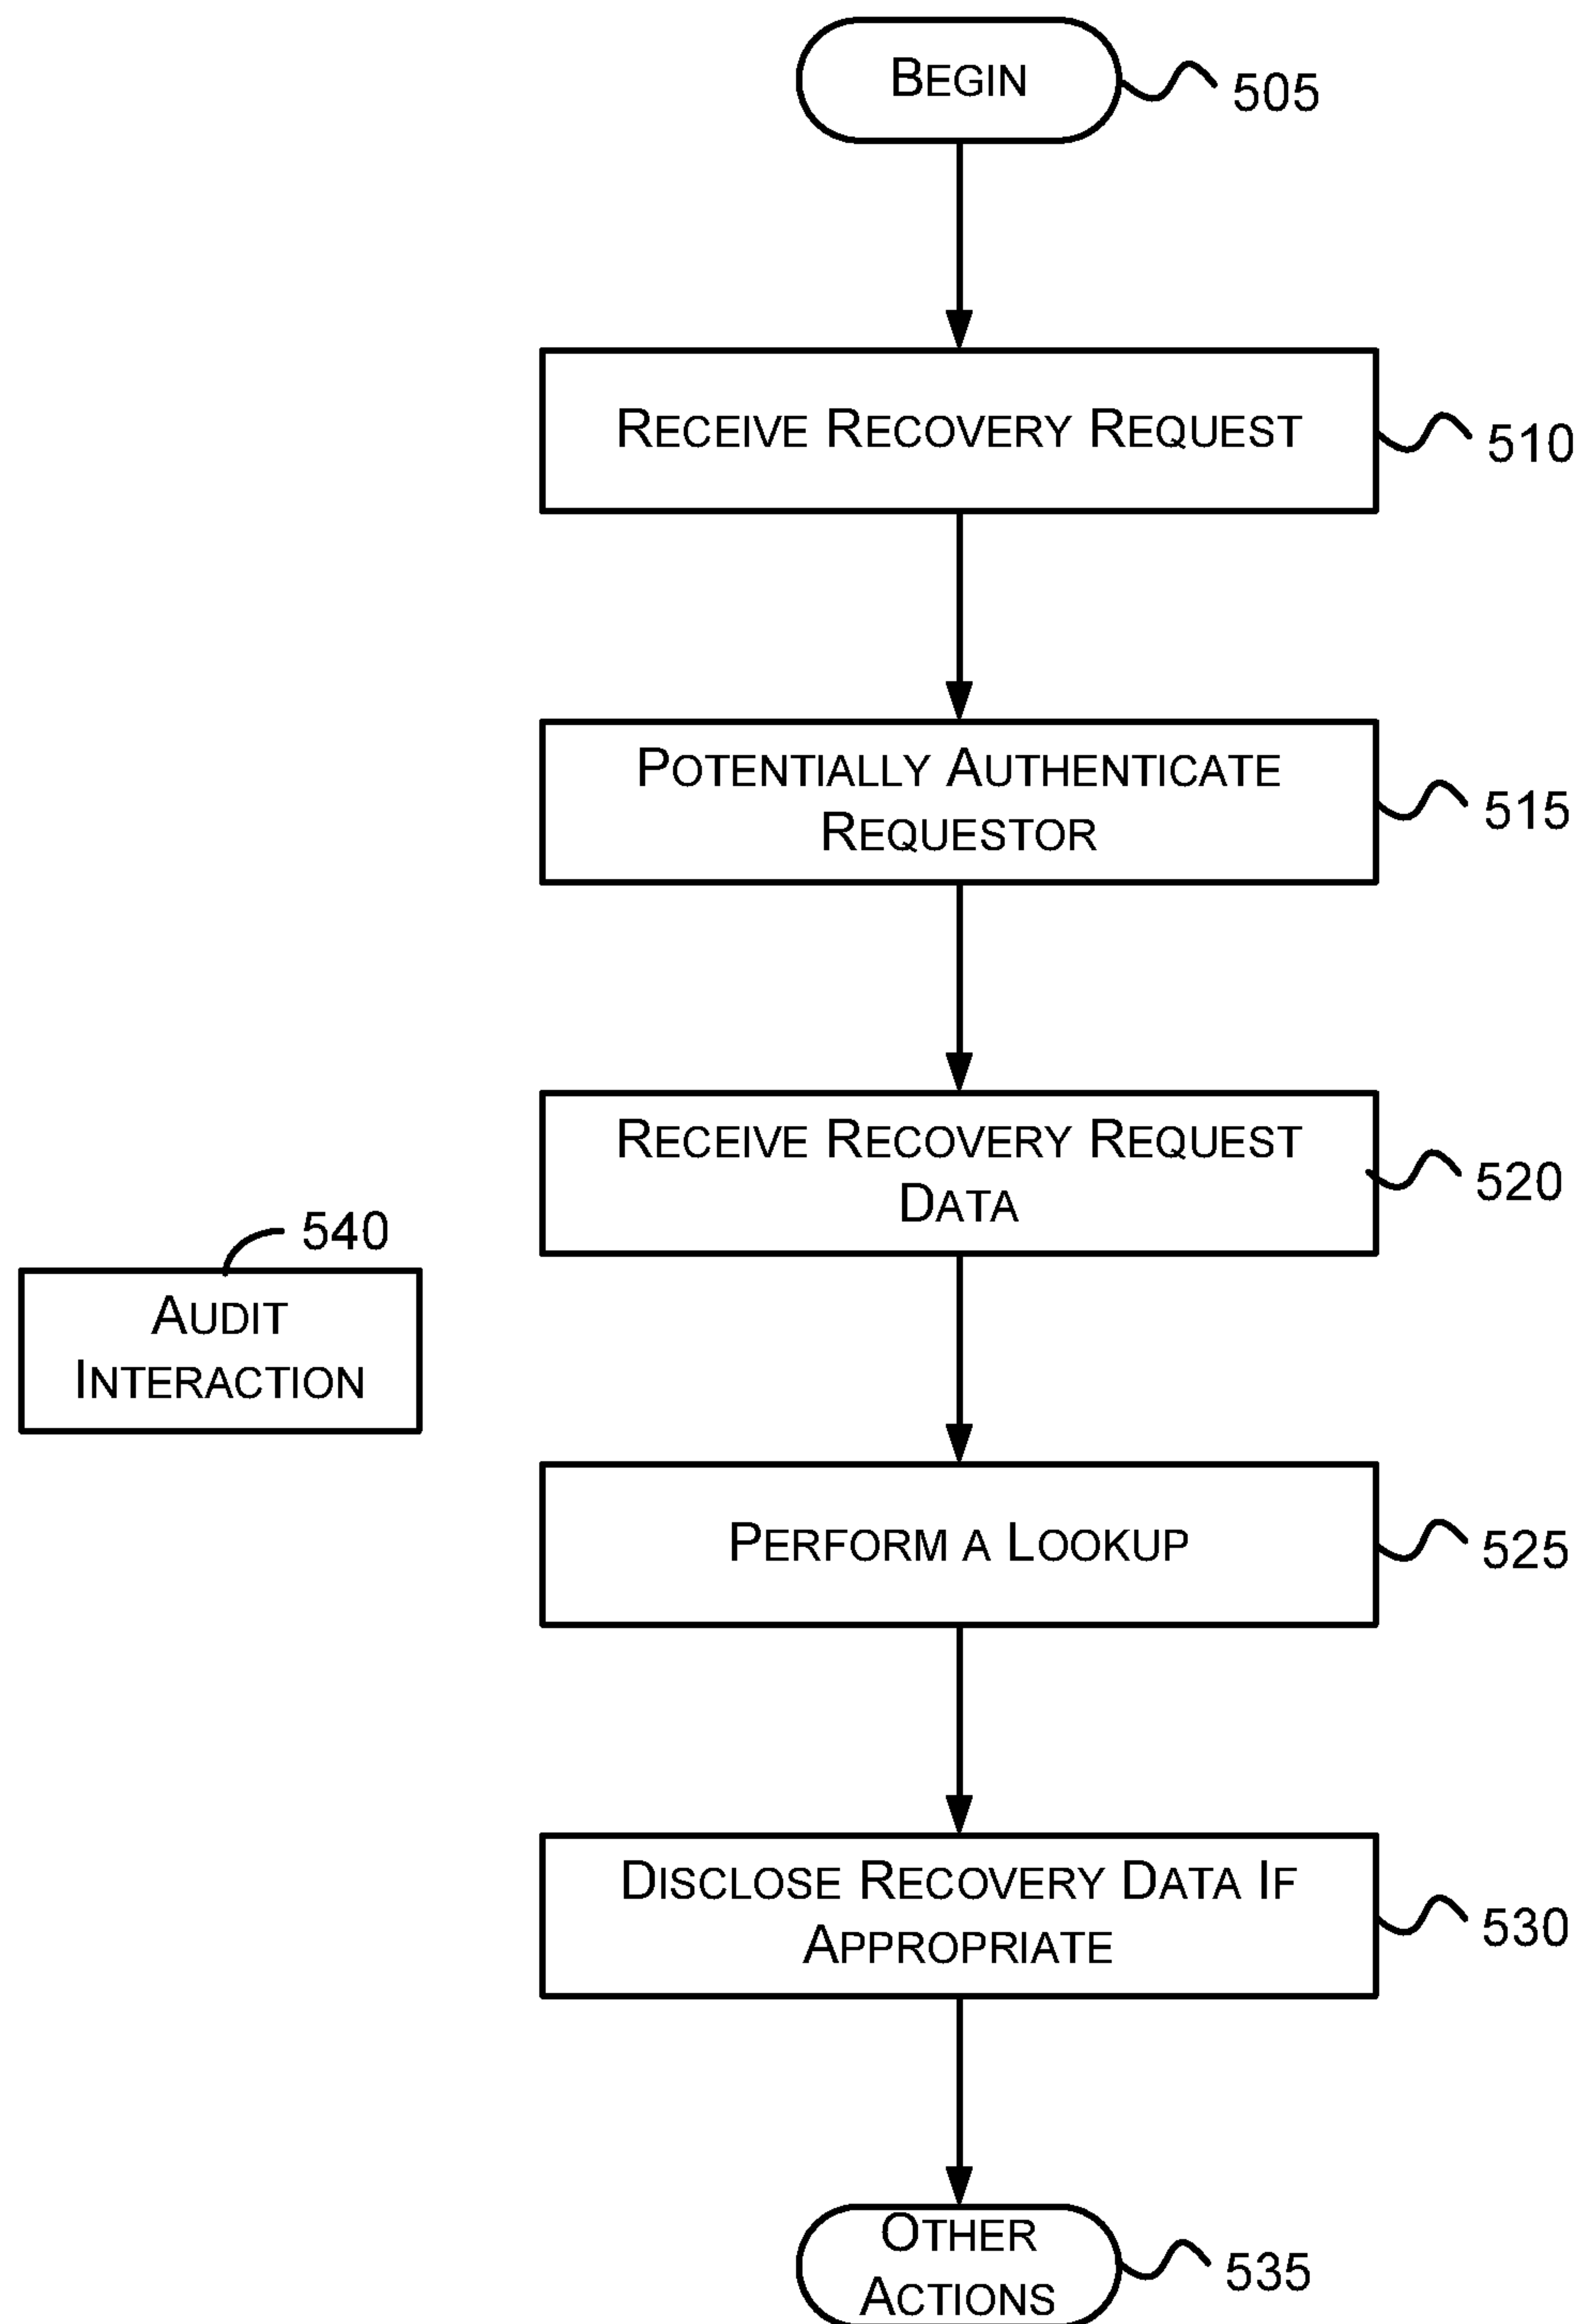 BEGIN
505
RECEIVE RECOVERY REQUEST
510
POTENTIALLY AUTHENTICATE
REQUESTOR
515
RECEIVE RECOVERY REQUEST
DATA
520
540
AUDIT
INTERACTION
PERFORM A LOOKUP
525
DISCLOSE RECOVERY DATA IF
APPROPRIATE
530
OTHER
ACTIONS
535